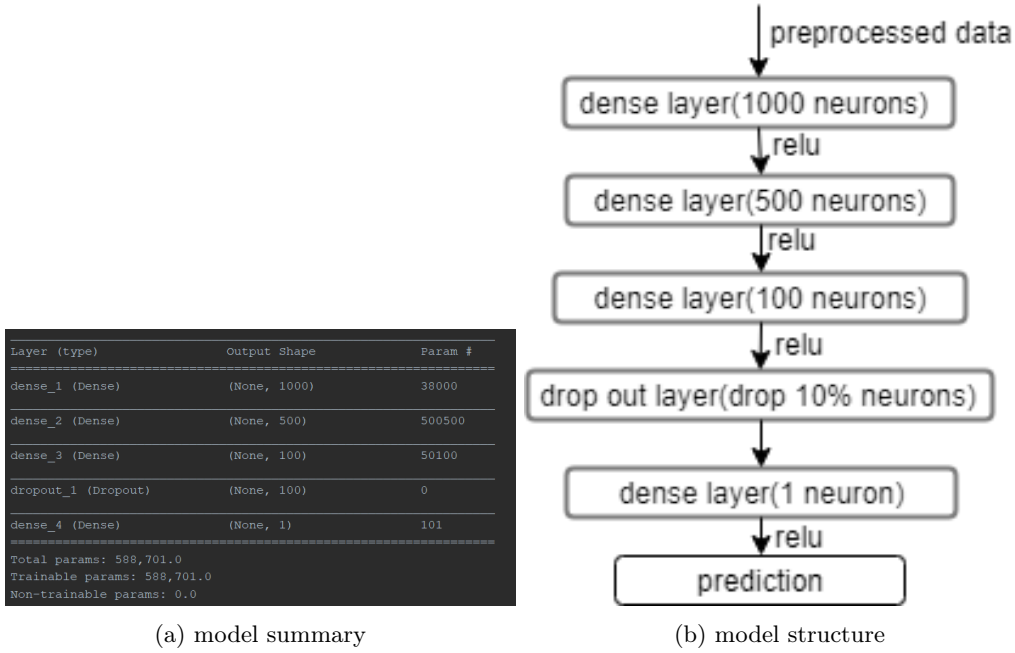 Layer (type) Output Shape Param #
dense_1 (Dense) (None, 1000) 38000
dense_2 (Dense) (None, 500) 500500
dense_3 (Dense) (None, 100) 50100
dropout_1 (Dropout) (None, 100) 0
dense_4 (Dense) (None, 1) 101
Total params: 588,701.0
Trainable params: 588,701.0
Non-trainable params: 0.0
(a) model summary
preprocessed data
dense layer(1000 neurons)
relu
dense layer(500 neurons)
relu
dense layer(100 neurons)
relu
drop out layer(drop 10% neurons)
dense layer(1 neuron)
relu
prediction
(b) model structure